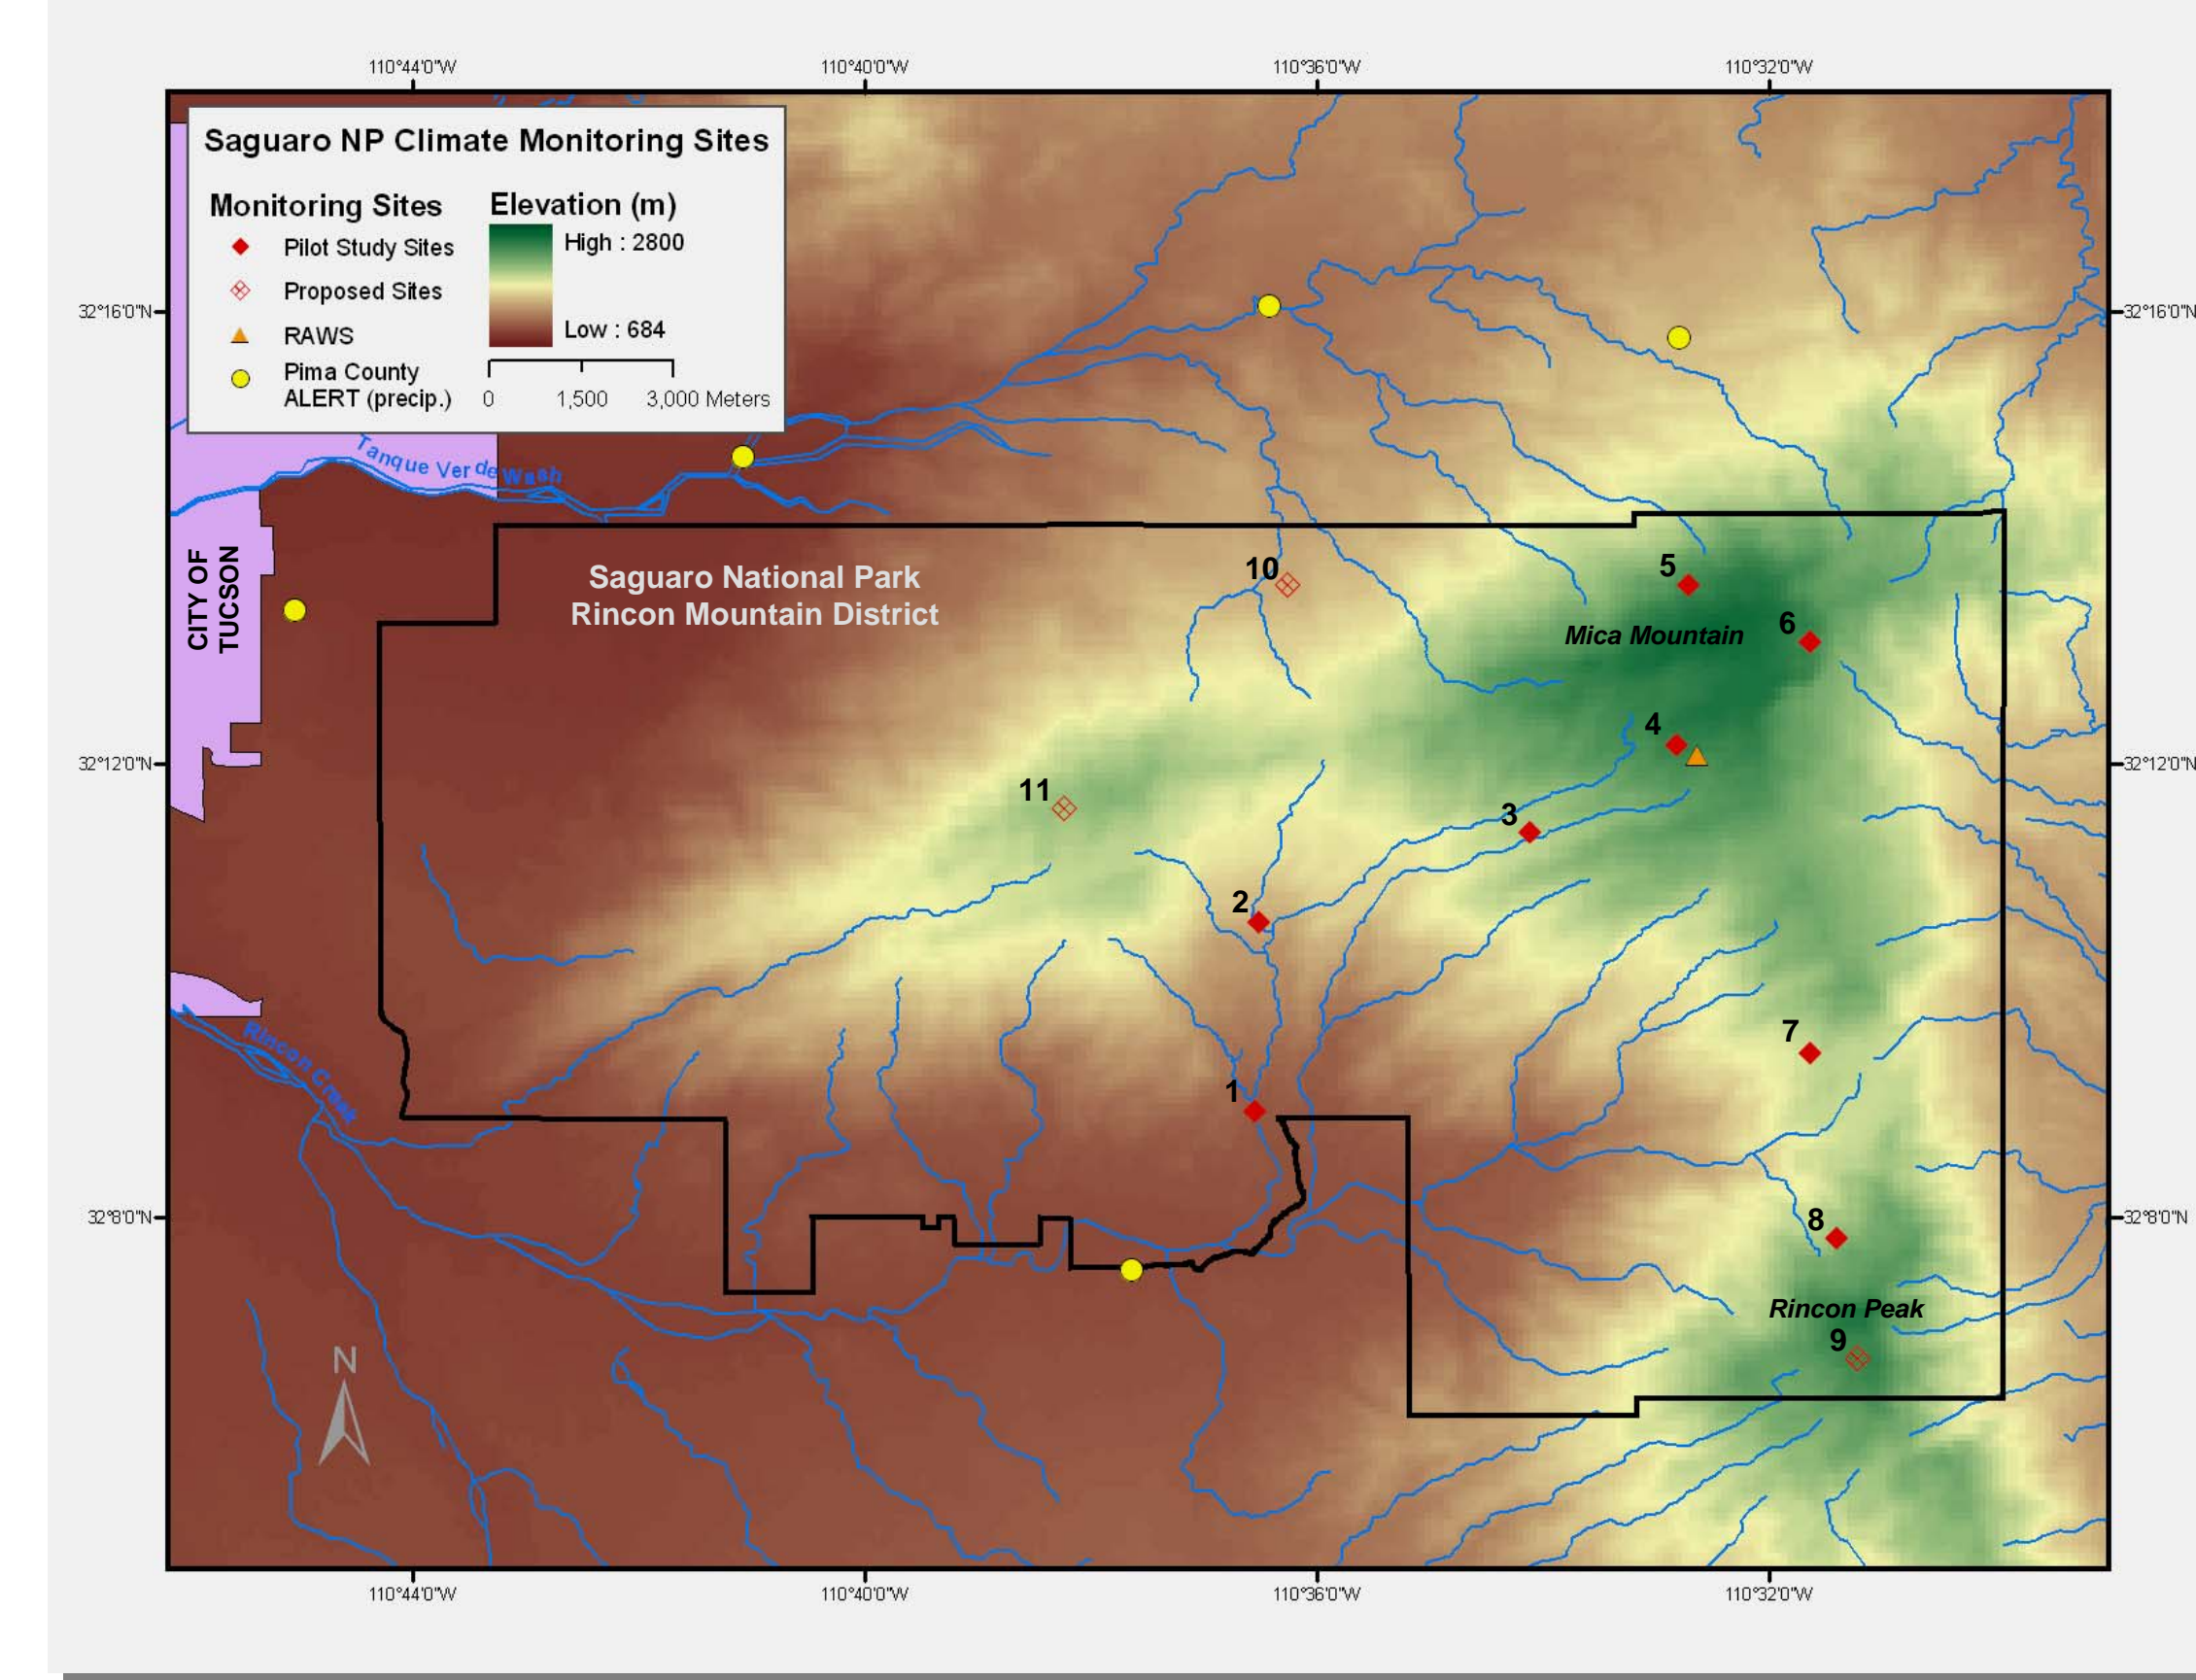 110°44'0"W
110°40'0"W
110°36'0"W
110°32'0"W
Saguaro NP Climate Monitoring Sites
Monitoring Sites
Pilot Study Sites
Proposed Sites
RAWS
Pima County
ALERT (precip.)
Elevation (m)
High : 2800
Low : 684
0 1,500 3,000 Meters
32°16'0"N
32°16'0"N
Tanque Verde Wash
CITY OF
TUCSON
Saguaro National Park
Rincon Mountain District
10
5
6
Mica Mountain
4
32°12'0"N
32°12'0"N
11
3
2
7
Rincon Creek
1
8
32°8'0"N
32°8'0"N
Rincon Peak
9
N
110°44'0"W
110°40'0"W
110°36'0"W
110°32'0"W